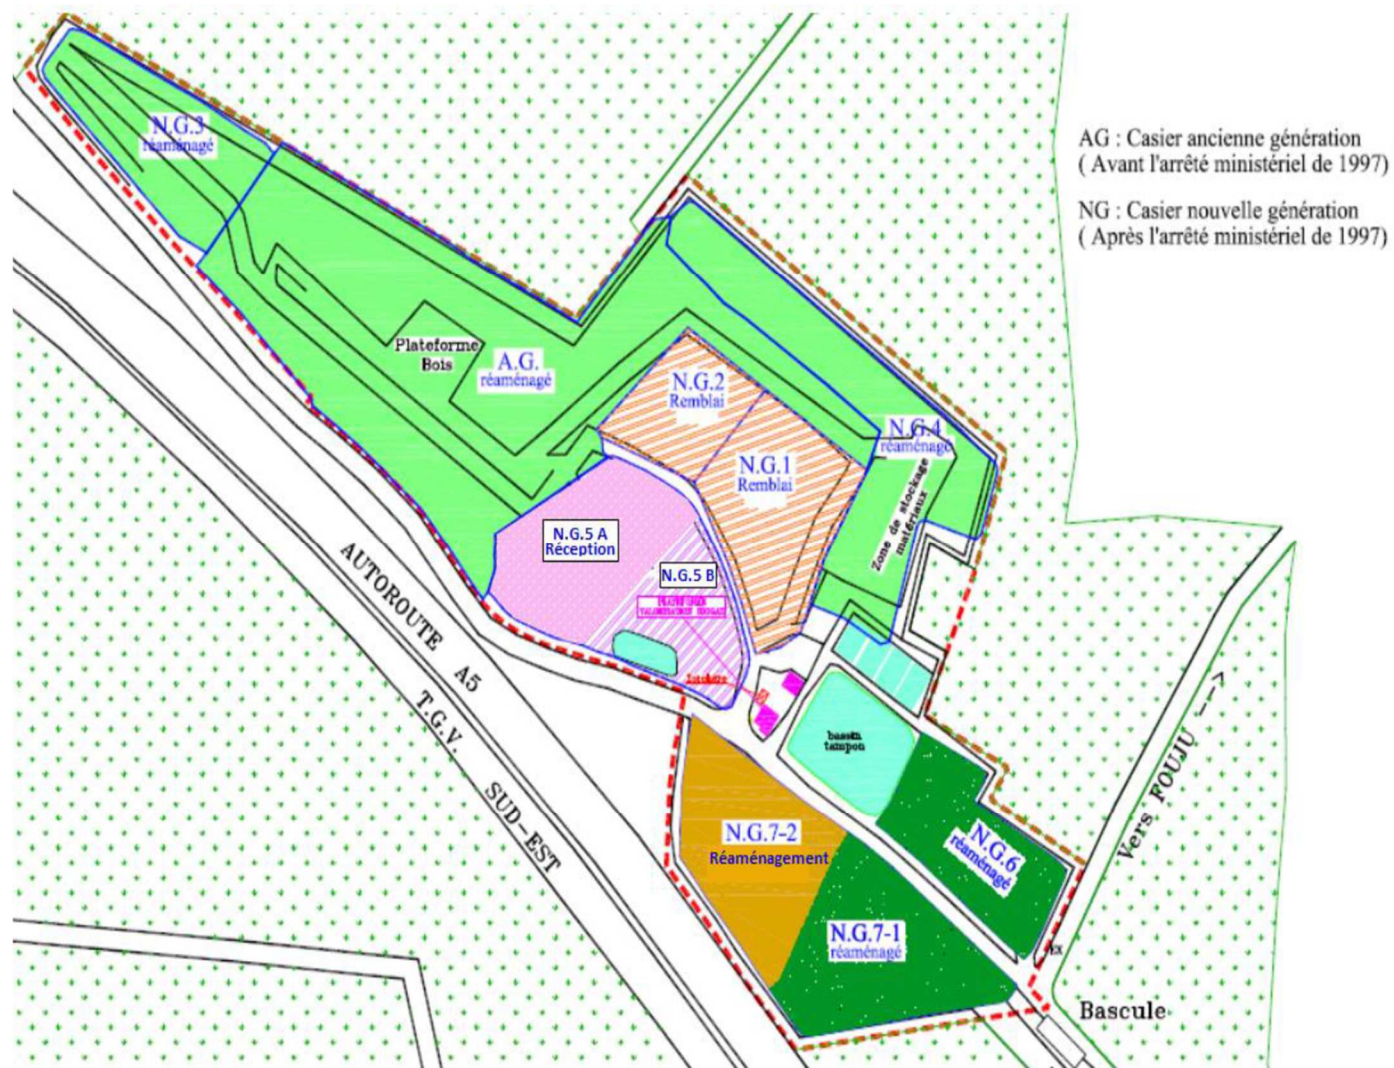 N.G.3
réaménagé
AG : Casier ancienne génération
( Avant l'arrêté ministériel de 1997)
NG : Casier nouvelle génération
( Après l'arrêté ministériel de 1997)
Plateforme
Bois
A.G.
réaménagé
N.G.2
Remblai
N.G.4
réaménagé
N.G.1
Remblai
Zone de stockage
matériaux
N.G.5 A
Réception
N.G.5 B
AUTOROUTE A5
T.G.V. SUD-EST
bassin
tampon
Vers FOUJU --->
N.G.7-2
Réaménagement
N.G.6
réaménagé
N.G.7-1
réaménagé
Bascule